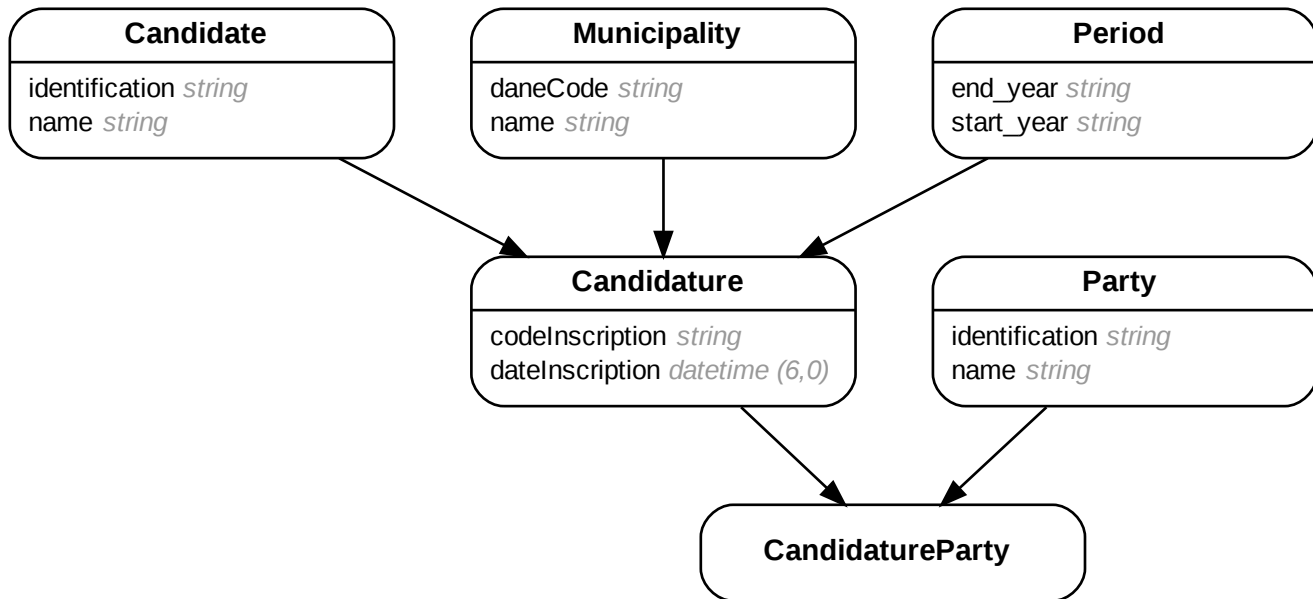 Candidate
identification string
name string
Municipality
daneCode string
name string
Period
end_year string
start_year string
Candidature
codeInscription string
dateInscription datetime (6,0)
Party
identification string
name string
CandidatureParty